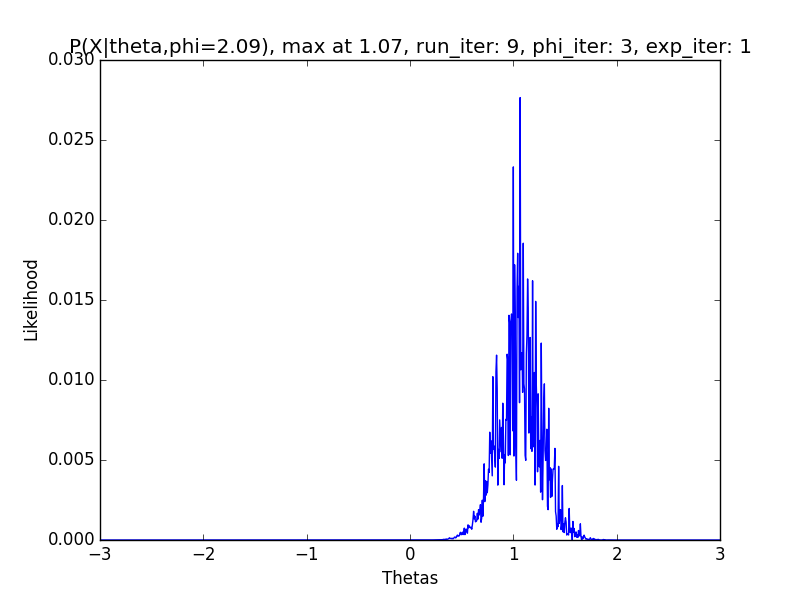 P(X|theta,phi=2.09), max at 1.07, run_iter: 9, phi_iter: 3, exp_iter: 1
0.030
0.025
0.020
0.015
0.010
0.005
0.000
Likelihood
−3 −2 −1 0 1 2 3
Thetas